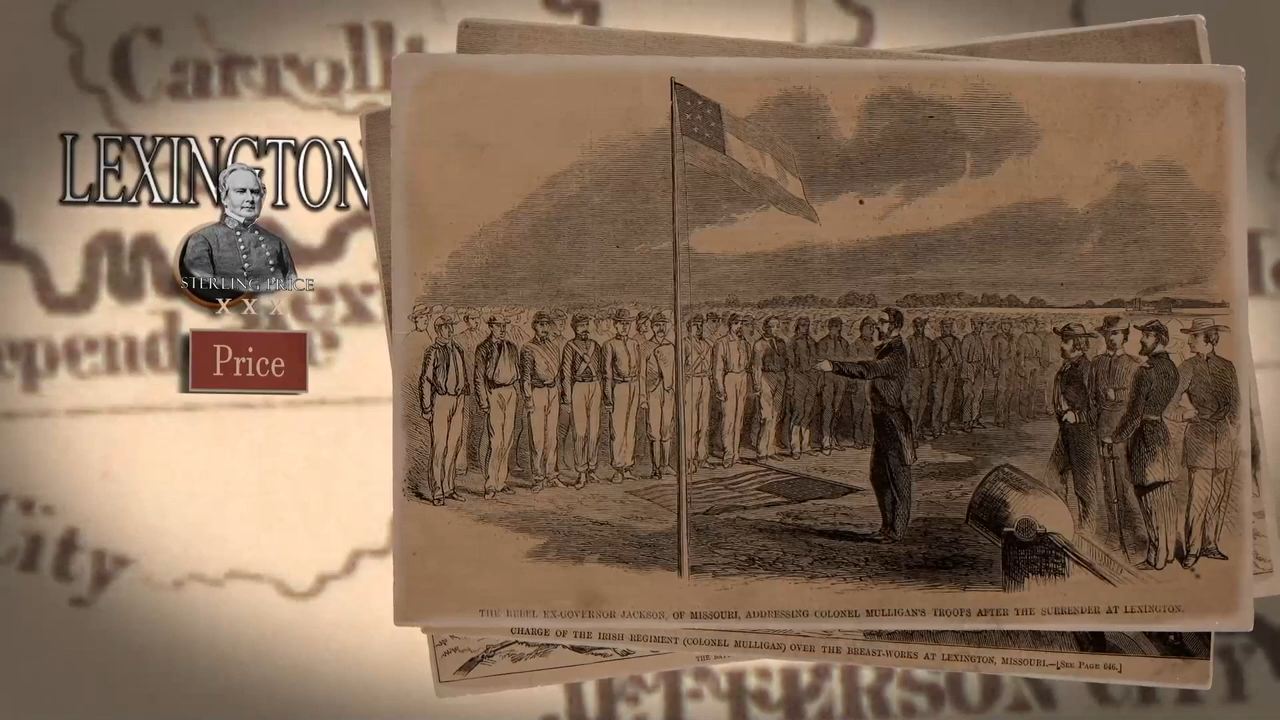 Carroll
LEXINGTON
STERLING PRICE
X X X
Price
City
THE REBEL EX-GOVERNOR JACKSON, OF MISSOURI, ADDRESSING COLONEL MULLIGAN'S TROOPS AFTER THE SURRENDER AT LEXINGTON.
CHARGE OF THE IRISH REGIMENT (COLONEL MULLIGAN) OVER THE BREAST-WORKS AT LEXINGTON, MISSOURI.—[SEE PAGE 646.]
JEFFERSON CITY